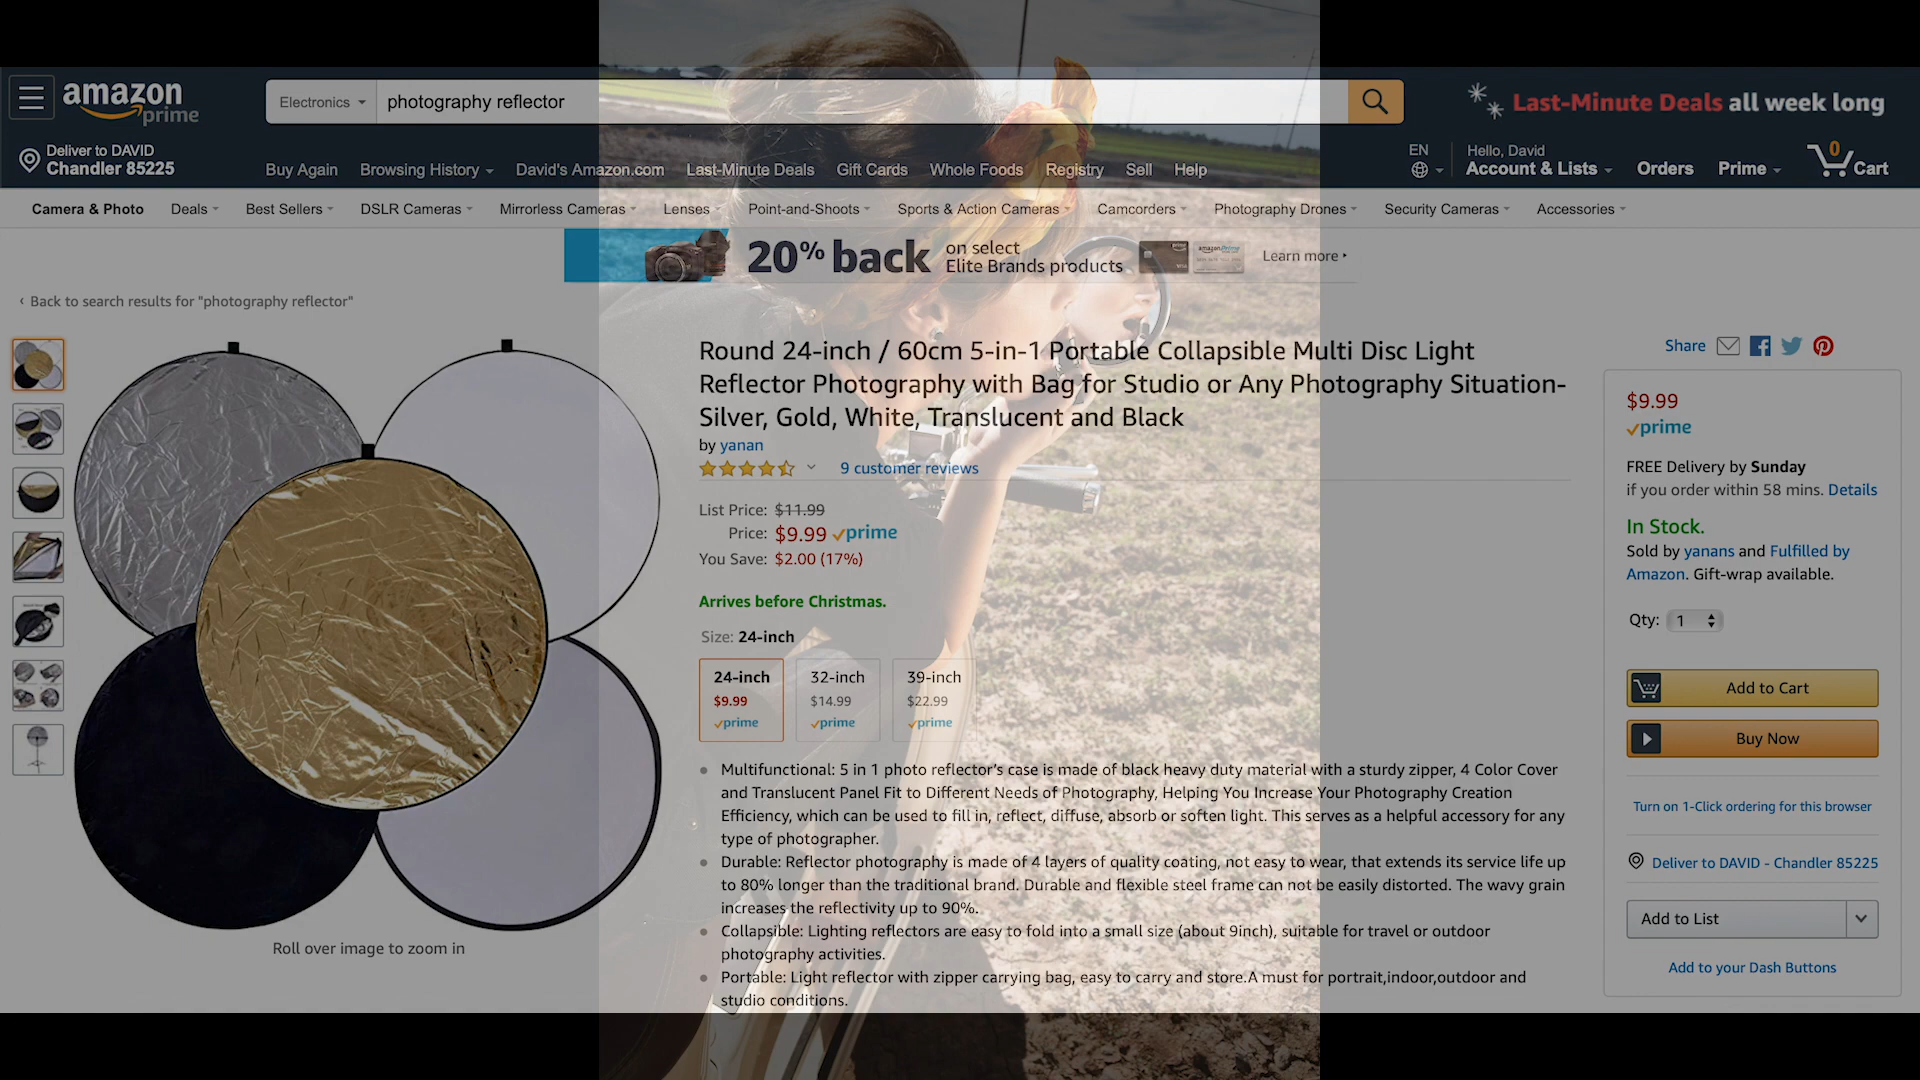 amazon
prime
Electronics
photography reflector
Last-Minute Deals all week long
Deliver to DAVID
Chandler 85225
Buy Again
Browsing History
David's Amazon.com
Last-Minute Deals
Gift Cards
Whole Foods
Registry
Sell
Help
EN
Hello, David
Account & Lists
Orders
Prime
0
Cart
Camera & Photo
Deals
Best Sellers
DSLR Cameras
Mirrorless Cameras
Lenses
Point-and-Shoots
Sports & Action Cameras
Camcorders
Photography Drones
Security Cameras
Accessories
20% back
on select
Elite Brands products
Learn more
‹ Back to search results for "photography reflector"
Roll over image to zoom in
Round 24-inch / 60cm 5-in-1 Portable Collapsible Multi Disc Light
Reflector Photography with Bag for Studio or Any Photography Situation-
Silver, Gold, White, Translucent and Black
by yanan
9 customer reviews
List Price: $11.99
Price: $9.99 prime
You Save: $2.00 (17%)
Arrives before Christmas.
Size: 24-inch
24-inch
$9.99
prime
32-inch
$14.99
prime
39-inch
$22.99
prime
Multifunctional: 5 in 1 photo reflector's case is made of black heavy duty material with a sturdy zipper, 4 Color Cover
and Translucent Panel Fit to Different Needs of Photography, Helping You Increase Your Photography Creation
Efficiency, which can be used to fill in, reflect, diffuse, absorb or soften light. This serves as a helpful accessory for any
type of photographer.
Durable: Reflector photography is made of 4 layers of quality coating, not easy to wear, that extends its service life up
to 80% longer than the traditional brand. Durable and flexible steel frame can not be easily distorted. The wavy grain
increases the reflectivity up to 90%.
Collapsible: Lighting reflectors are easy to fold into a small size (about 9inch), suitable for travel or outdoor
photography activities.
Portable: Light reflector with zipper carrying bag, easy to carry and store.A must for portrait,indoor,outdoor and
studio conditions.
Share
$9.99
prime
FREE Delivery by Sunday
if you order within 58 mins. Details
In Stock.
Sold by yanans and Fulfilled by
Amazon. Gift-wrap available.
Qty: 1
Add to Cart
Buy Now
Turn on 1-Click ordering for this browser
Deliver to DAVID - Chandler 85225
Add to List
Add to your Dash Buttons